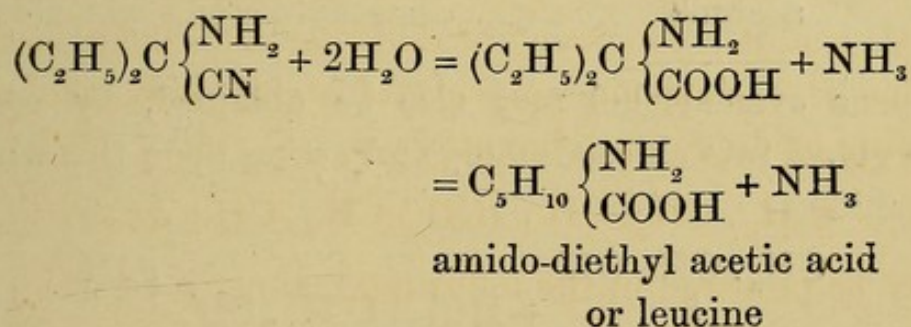 (C₂H₅)₂C {NH₂ CN + 2H₂O = (C₂H₅)₂C {NH₂ COOH + NH₃
= C₅H₁₀ {NH₂ COOH + NH₃
amido-diethyl acetic acid
or leucine